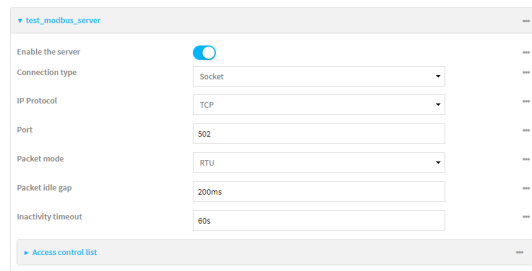 test_modbus_server
Enable the server
Connection type Socket
IP Protocol TCP
Port 502
Packet mode RTU
Packet idle gap 200ms
Inactivity timeout 60s
Access control list